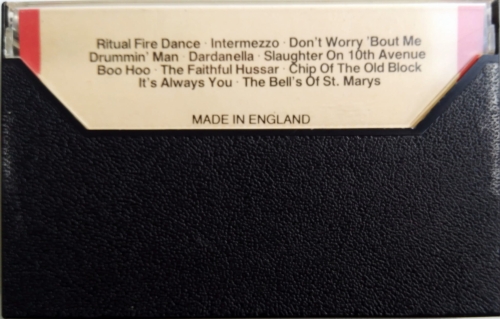 Ritual Fire Dance · Intermezzo · Don't Worry 'Bout Me
Drummin' Man · Dardanella · Slaughter On 10th Avenue
Boo Hoo · The Faithful Hussar · Chip Of The Old Block
It's Always You · The Bell's Of St. Marys
MADE IN ENGLAND